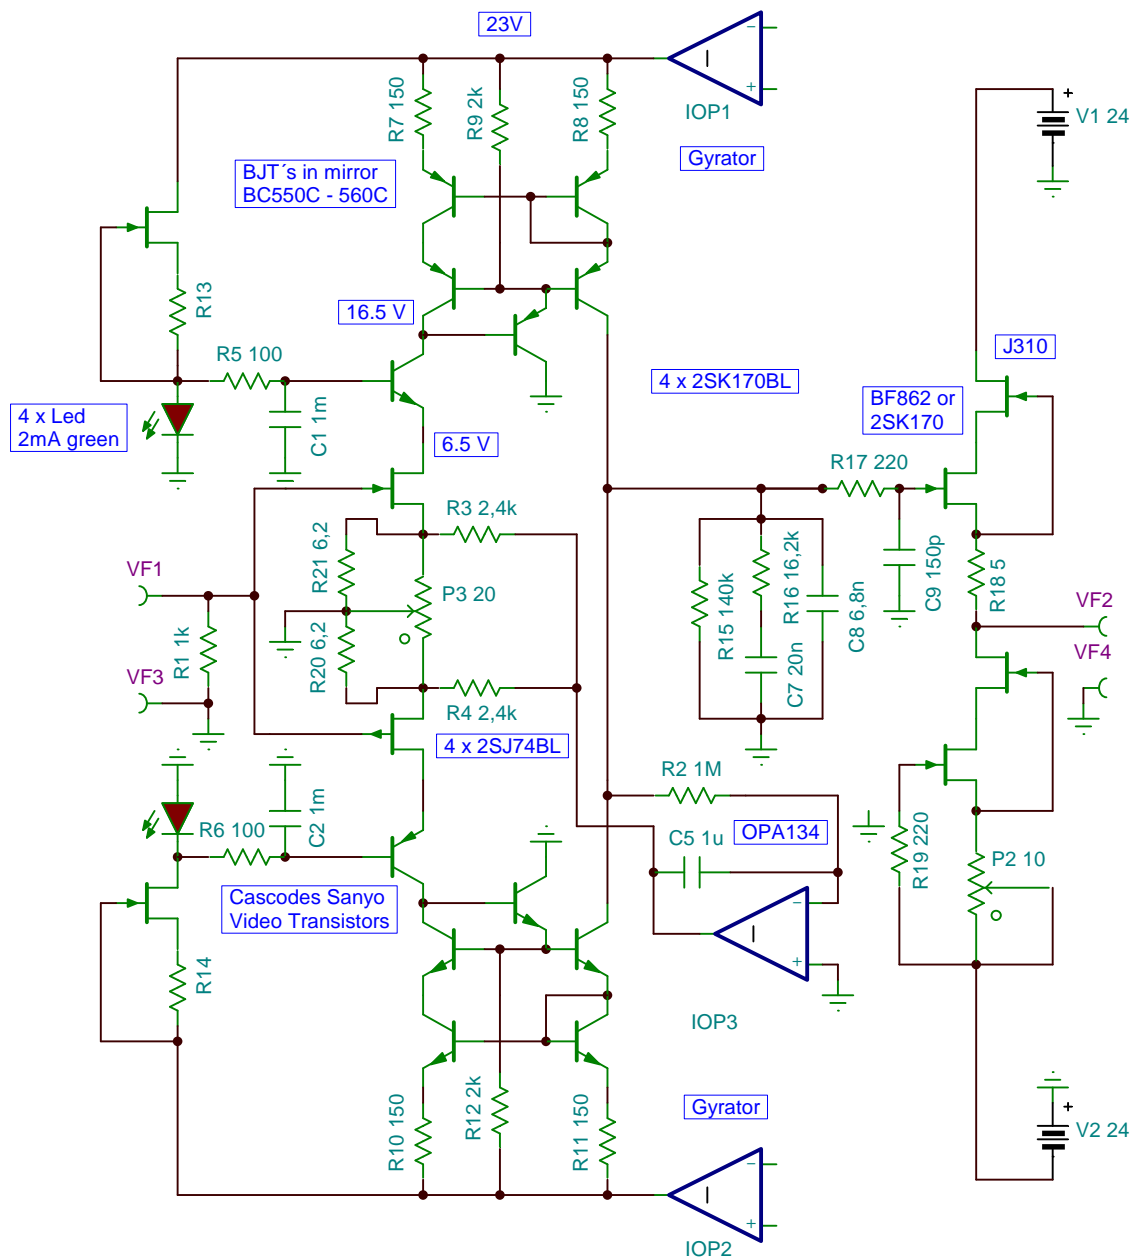 23V
R7 150
R9 2k
R8 150
-
+
IOP1
Gyrator
+
V1 24
BJT´s in mirror
BC550C - 560C
R13
16.5 V
R5 100
4 x Led
2mA green
C1 1m
6.5 V
4 x 2SK170BL
J310
BF862 or
2SK170
R17 220
R3 2,4k
R21 6,2
P3 20
VF1
R1 1k
VF3
R20 6,2
R4 2,4k
4 x 2SJ74BL
R15 140k
R16 16,2k
C7 20n
C8 6,8n
C9 150p
R18 5
VF2
VF4
R6 100
C2 1m
R2 1M
C5 1u
OPA134
R19 220
P2 10
Cascodes Sanyo
Video Transistors
R14
-
+
IOP3
R10 150
R12 2k
R11 150
Gyrator
-
+
IOP2
+
V2 24